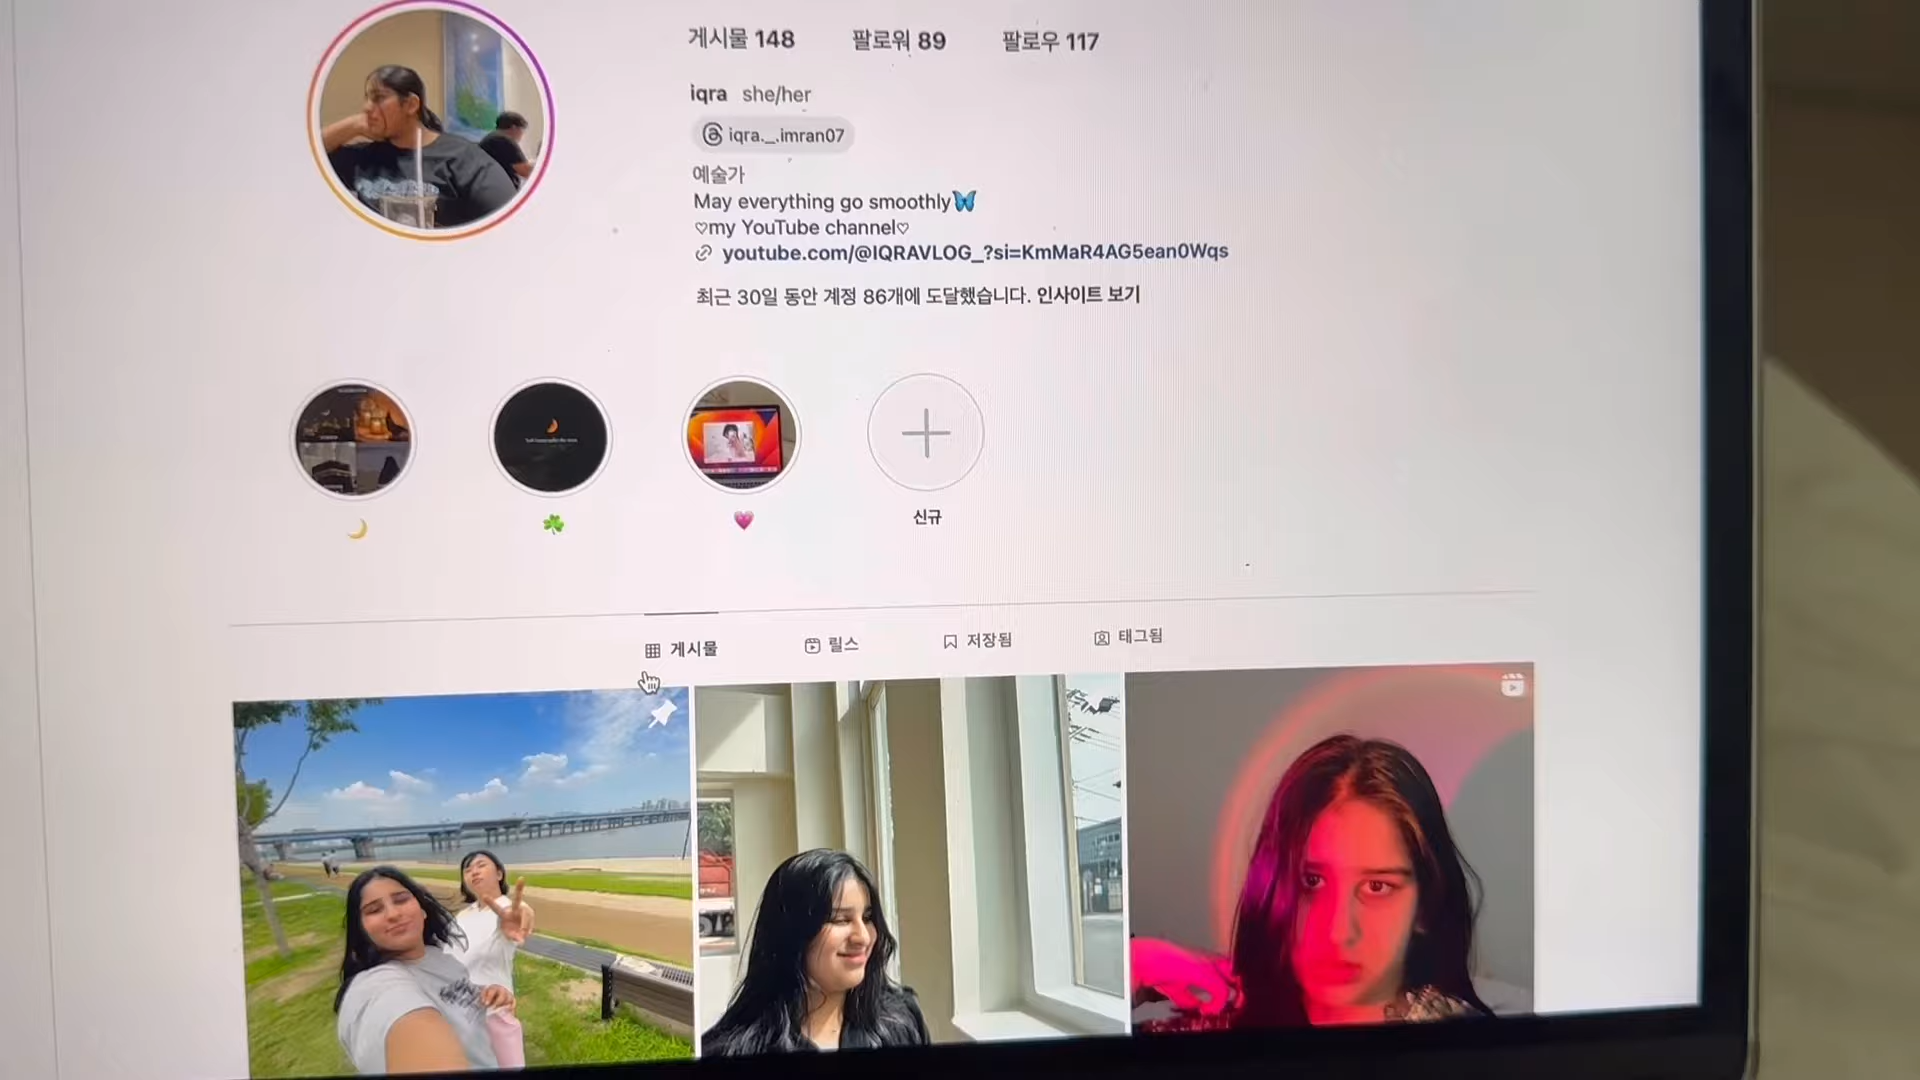 게시물 148 팔로워 89 팔로우 117
iqra she/her
iqra._.imran07
예술가
May everything go smoothly🦋
♡my YouTube channel♡
youtube.com/@IQRAVLOG_?si=KmMaR4AG5ean0Wqs
최근 30일 동안 계정 86개에 도달했습니다. 인사이트 보기
신규
게시물 릴스 저장됨 태그됨